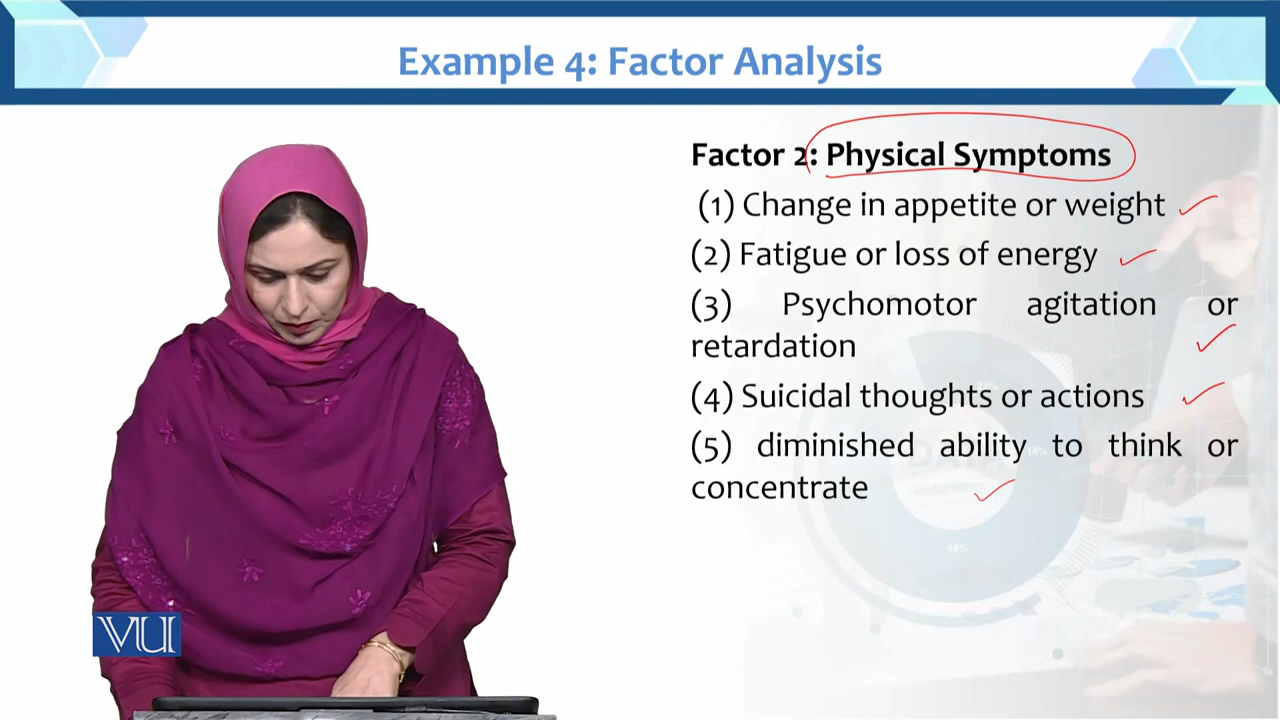 Example 4: Factor Analysis
Factor 2: Physical Symptoms
(1) Change in appetite or weight
(2) Fatigue or loss of energy
(3) Psychomotor agitation or
retardation
(4) Suicidal thoughts or actions
(5) diminished ability to think or
concentrate
14%
48%
VU